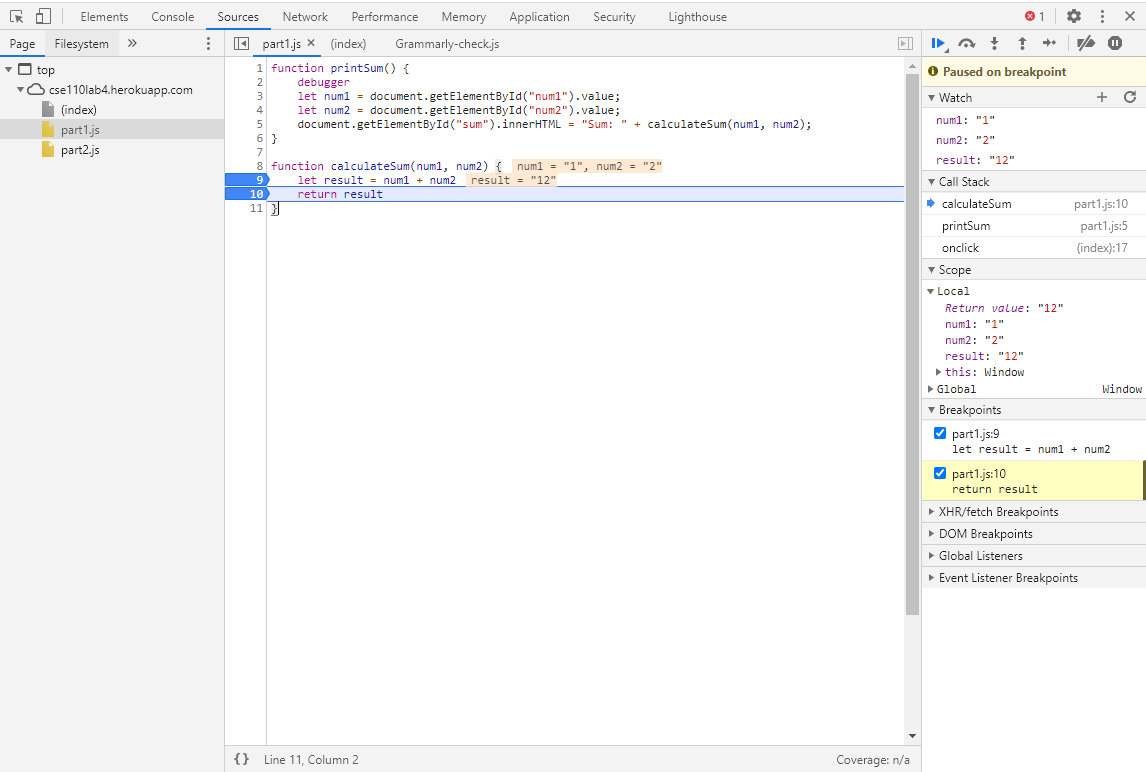 Elements Console Sources Network Performance Memory Application Security Lighthouse 1
Page Filesystem
top
cse110lab4.herokuapp.com
(index)
part1.js
part2.js
part1.js (index) Grammarly-check.js
1 function printSum() {
2 debugger
3 let num1 = document.getElementById("num1").value;
4 let num2 = document.getElementById("num2").value;
5 document.getElementById("sum").innerHTML = "Sum: " + calculateSum(num1, num2);
6 }
7
8 function calculateSum(num1, num2) { num1 = "1", num2 = "2"
9 let result = num1 + num2 result = "12"
10 return result
11 }
{} Line 11, Column 2 Coverage: n/a
Paused on breakpoint
Watch
num1: "1"
num2: "2"
result: "12"
Call Stack
calculateSum part1.js:10
printSum part1.js:5
onclick (index):17
Scope
Local
Return value: "12"
num1: "1"
num2: "2"
result: "12"
this: Window
Global Window
Breakpoints
part1.js:9
let result = num1 + num2
part1.js:10
return result
XHR/fetch Breakpoints
DOM Breakpoints
Global Listeners
Event Listener Breakpoints